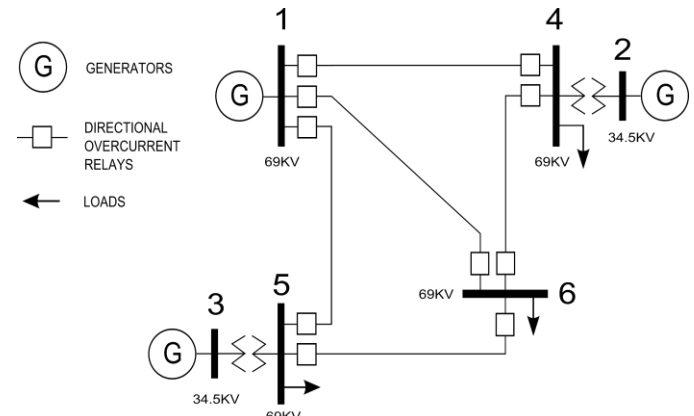 G
GENERATORS
DIRECTIONAL
OVERCURRENT
RELAYS
LOADS
1
G
69KV
4
69KV
2
G
34.5KV
69KV
6
5
3
G
34.5KV
69KV